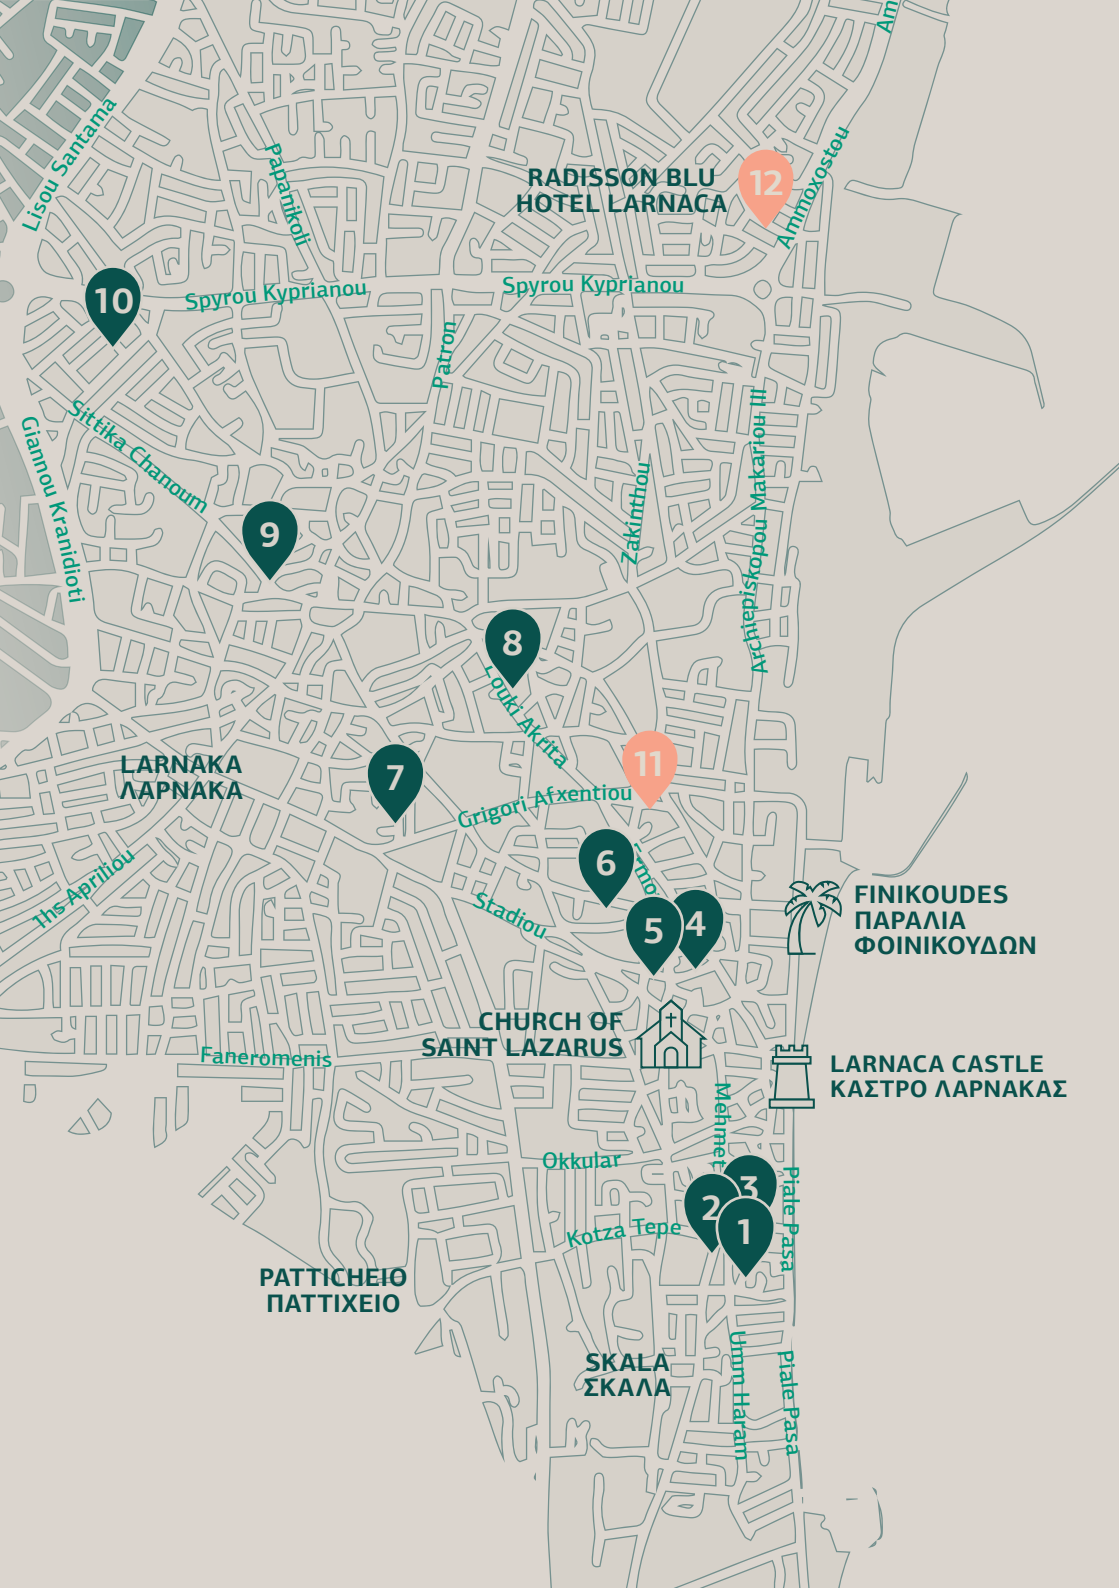 Am
Lisou Santama
Papanikoli
RADISSON BLU
HOTEL LARNACA
12
Ammoxostou
10
Spyrou Kyprianou
Spyrou Kyprianou
Patron
Sittika Chanoum
Giannou Kranidioti
Archiepiskopou Makariou III
Zakinthou
9
8
Louki Akrita
LARNAKA
ΛΑΡΝΑΚΑ
7
11
Grigori Afxentiou
6
Ths Apriliou
Stadiou
5
4
FINIKOUDES
ΠΑΡΑΛΙΑ
ΦΟΙΝΙΚΟΥΔΩΝ
CHURCH OF
SAINT LAZARUS
Faneromenis
LARNACA CASTLE
ΚΑΣΤΡΟ ΛΑΡΝΑΚΑΣ
Mehmet
Okkular
3
2
1
Piale Pasa
Kotza Tepe
PATTICHEIO
ΠΑΤΤΙΧΕΙΟ
SKALA
ΣΚΑΛΑ
Umm Haram
Piale Pasa